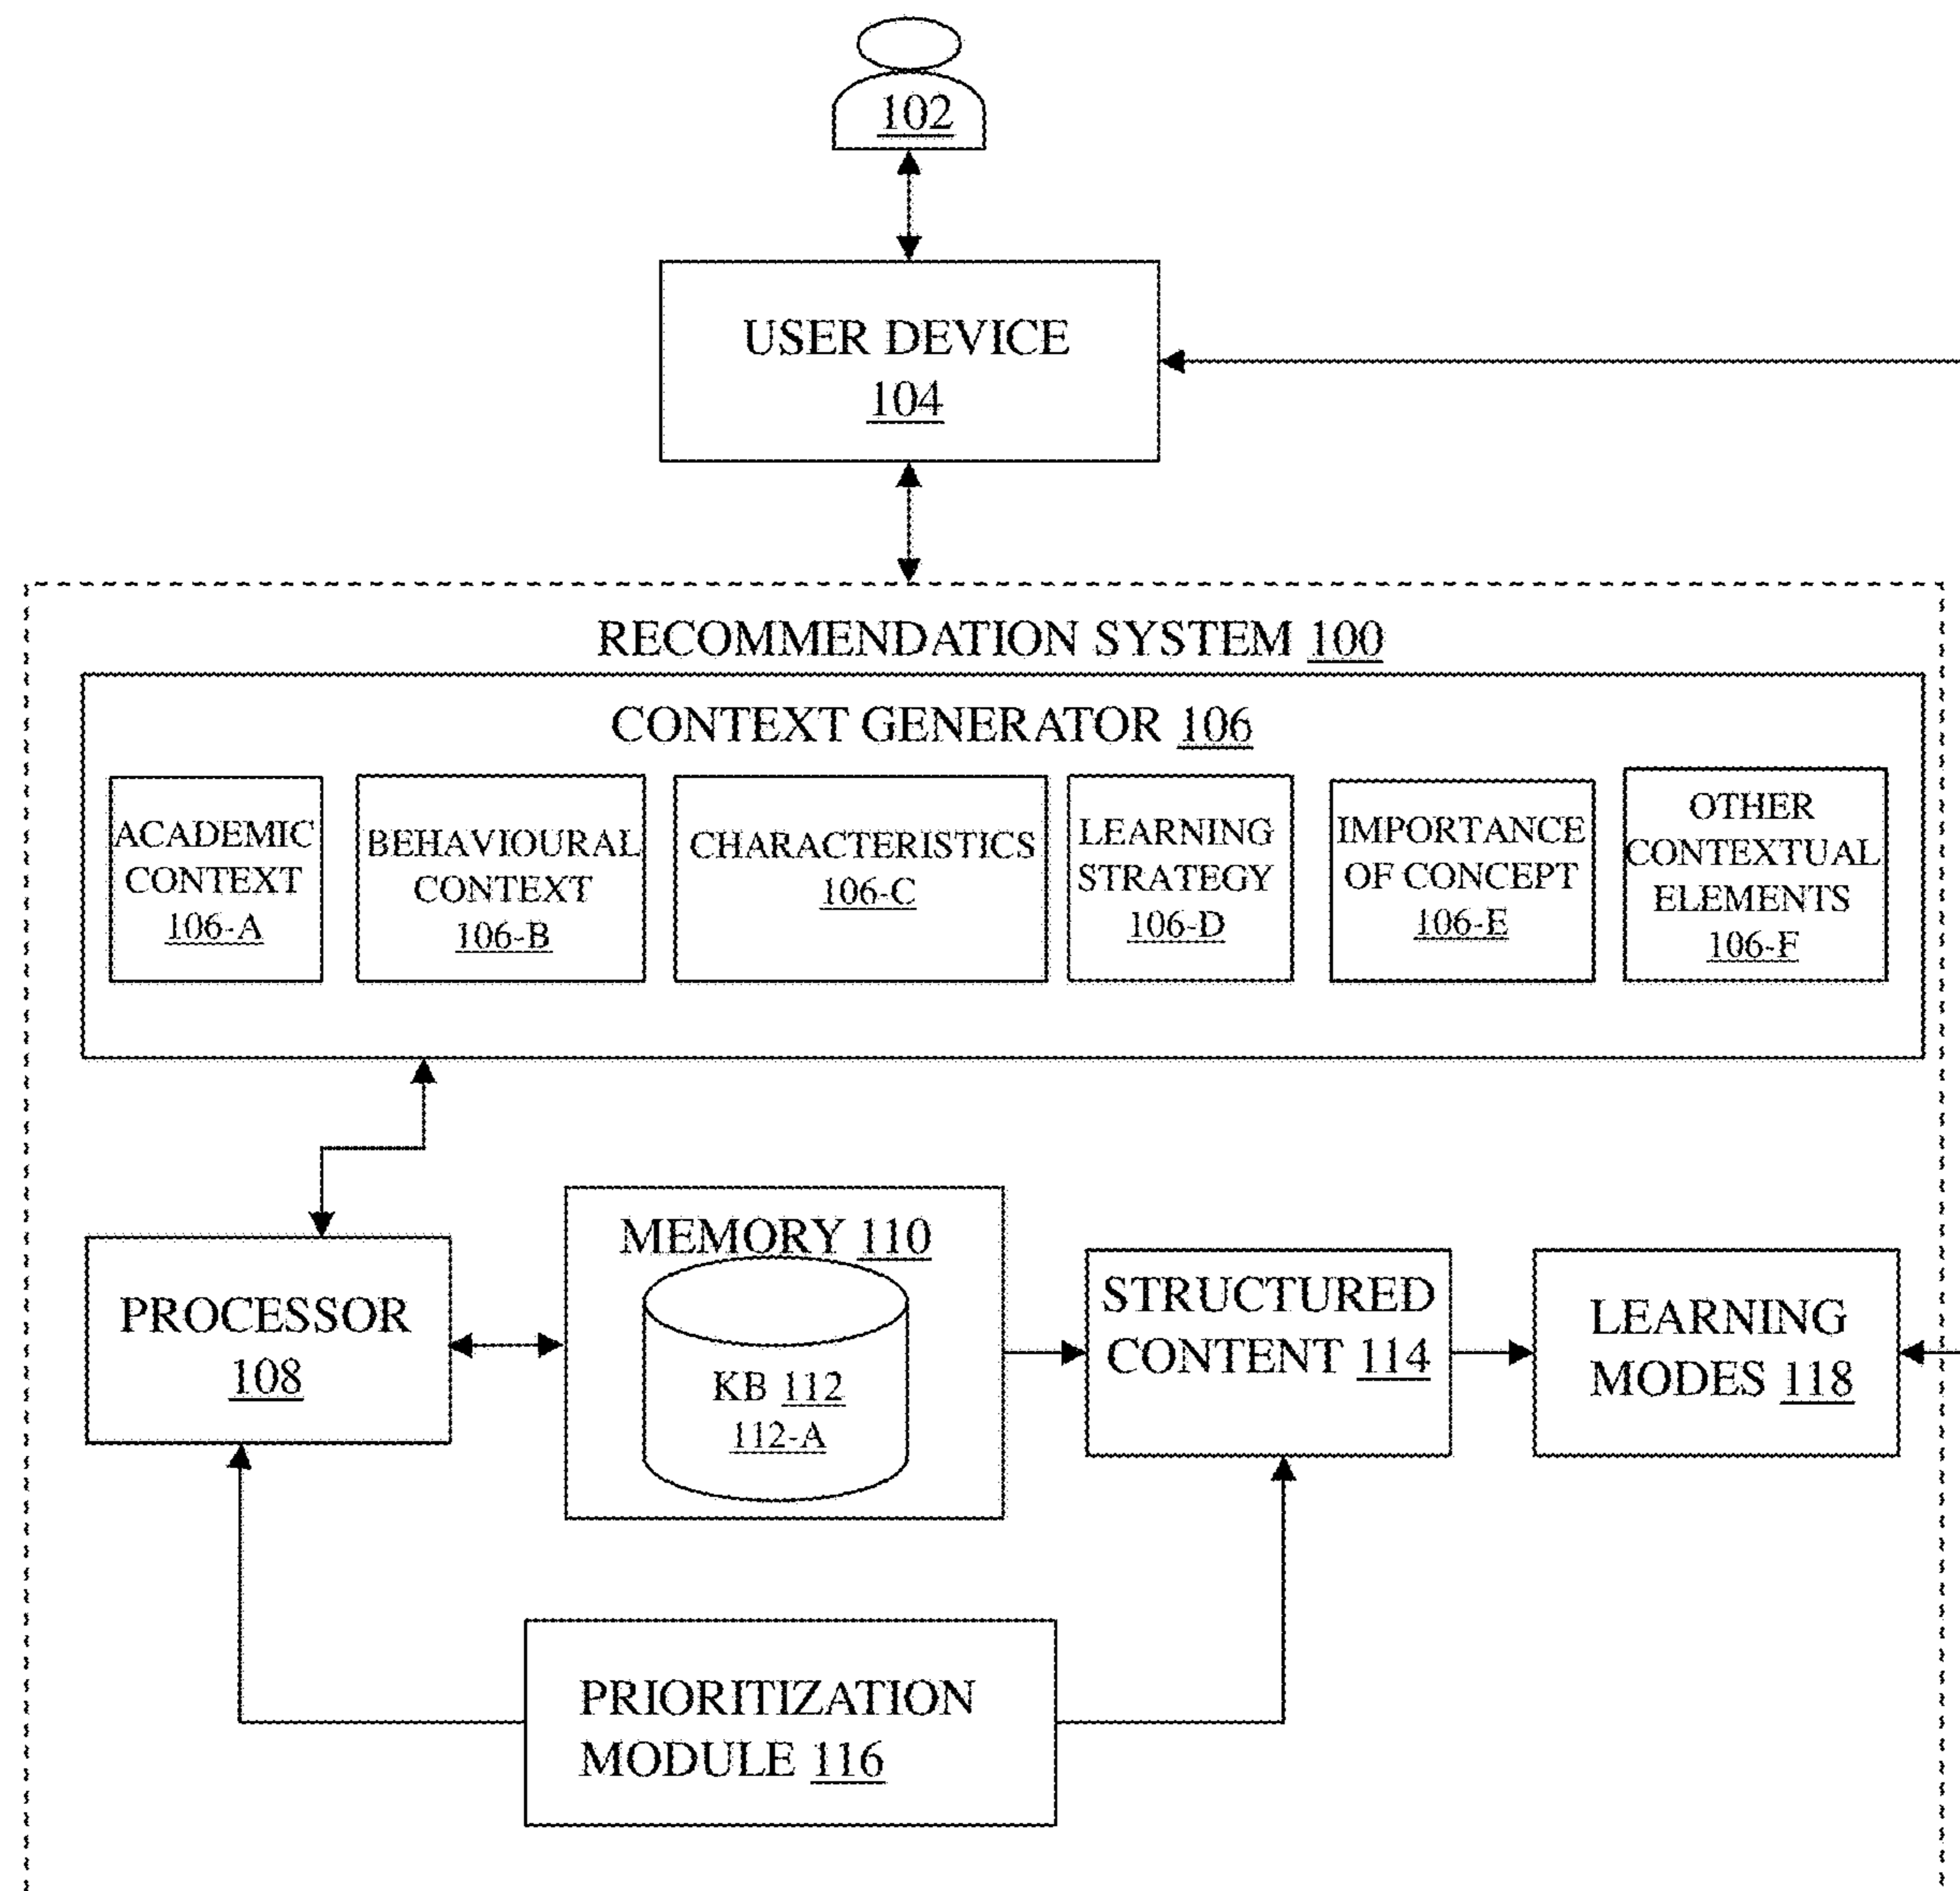 102
USER DEVICE
104
RECOMMENDATION SYSTEM 100
CONTEXT GENERATOR 106
ACADEMIC
CONTEXT
106-A
BEHAVIOURAL
CONTEXT
106-B
CHARACTERISTICS
106-C
LEARNING
STRATEGY
106-D
IMPORTANCE
OF CONCEPT
106-E
OTHER
CONTEXTUAL
ELEMENTS
106-F
PROCESSOR
108
MEMORY 110
KB 112
112-A
STRUCTURED
CONTENT 114
LEARNING
MODES 118
PRIORITIZATION
MODULE 116